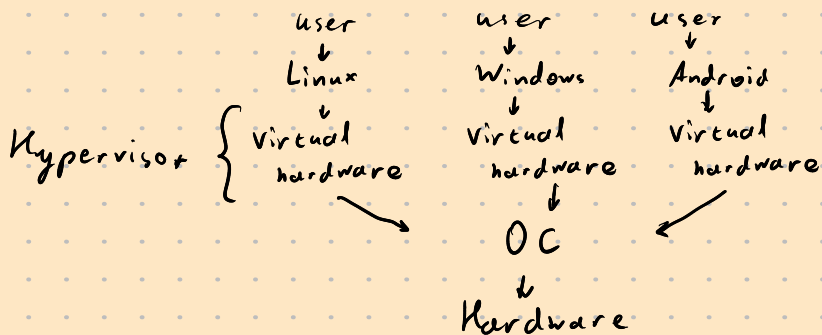 user user user
Linux Windows Android
Hypervisor { Virtual Virtual Virtual
hardware hardware hardware
OC
Hardware